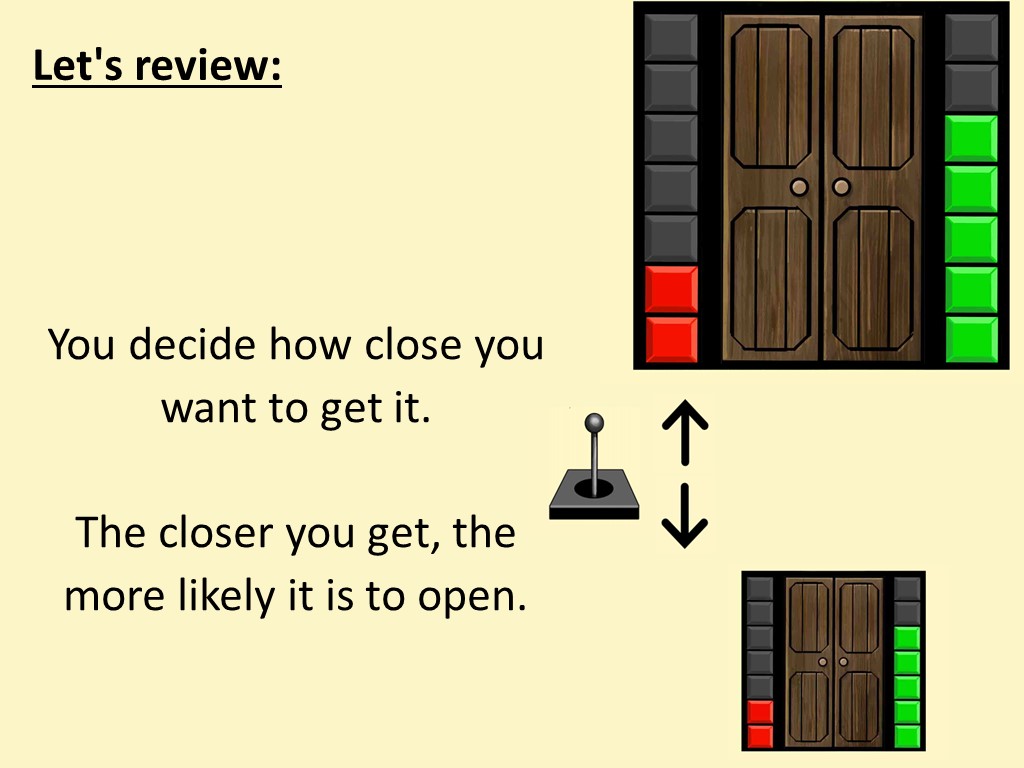 Let's review:
You decide how close you
want to get it.
The closer you get, the
more likely it is to open.